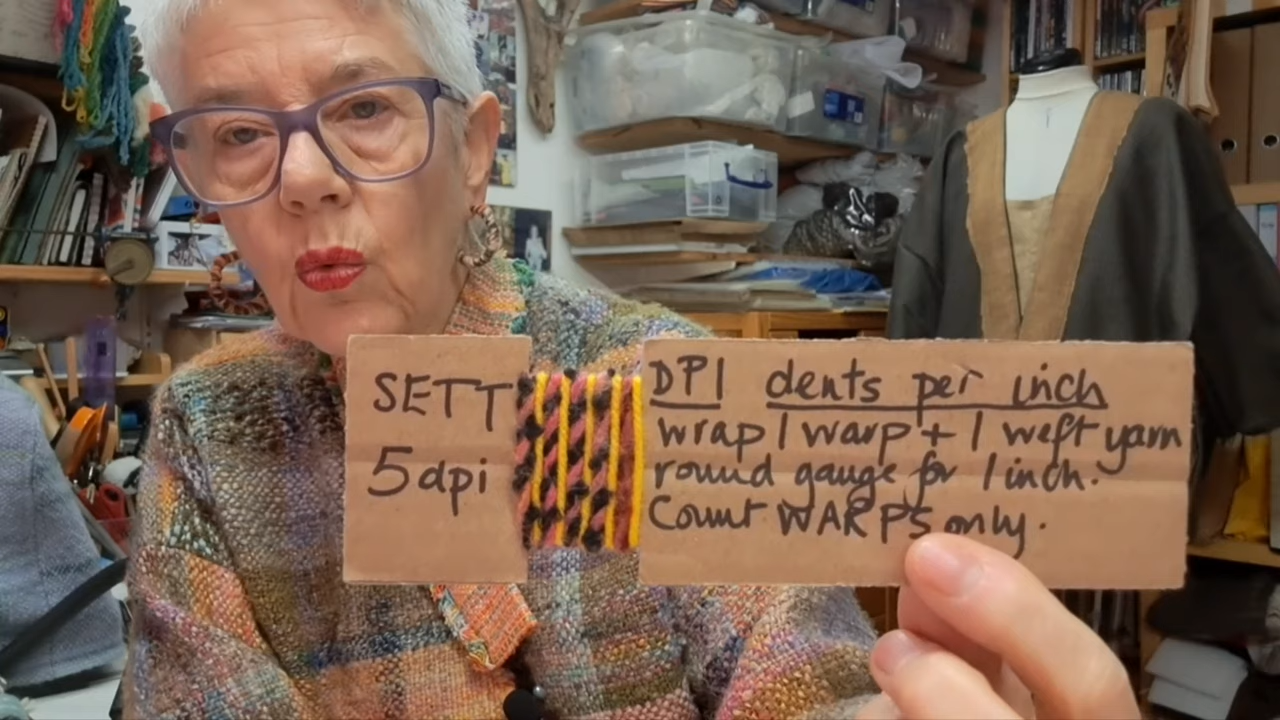 SETT
5dpi
DPI dents per inch
wrap 1 warp + 1 weft yarn
round gauge for 1 inch.
Count WARPS only.